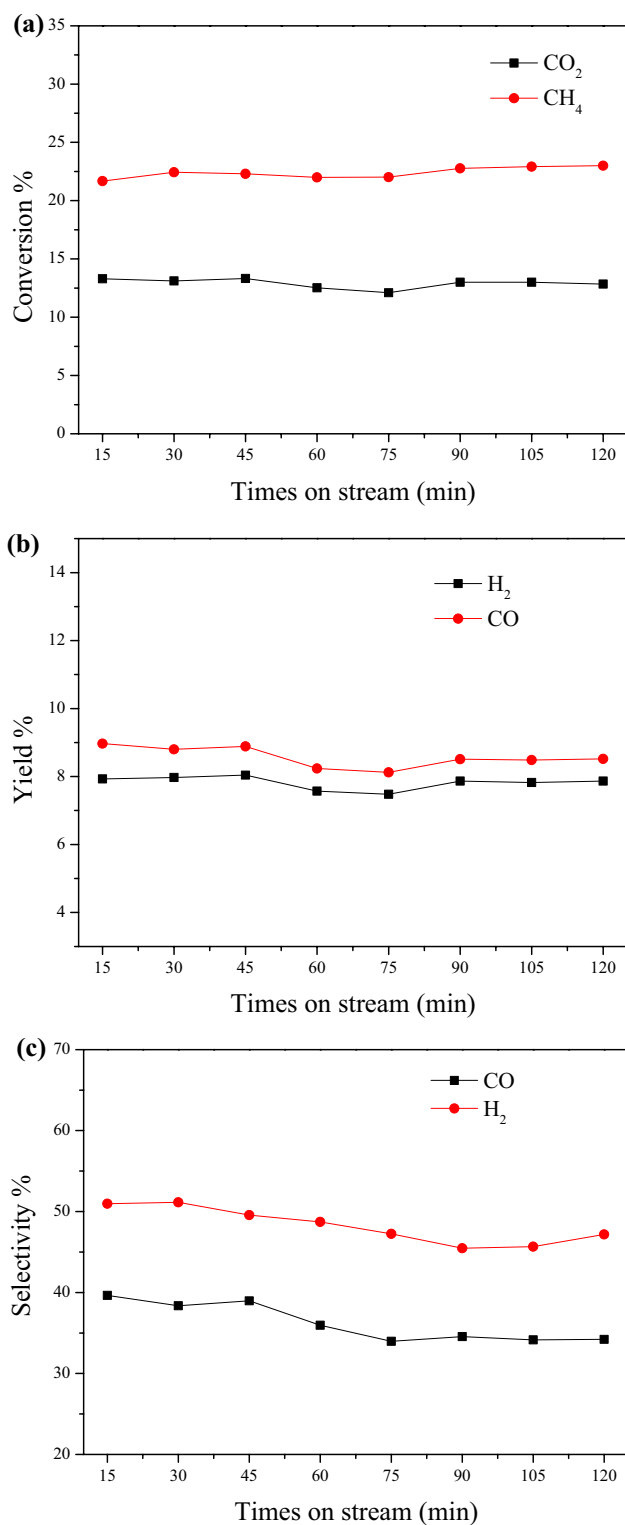 (a)
35
30
25
20
15
10
5
0
Conversion %
CO₂
CH₄
15 30 45 60 75 90 105 120
Times on stream (min)
(b)
14
12
10
8
6
4
Yield %
H₂
CO
15 30 45 60 75 90 105 120
Times on stream (min)
(c)
70
60
50
40
30
20
Selectivity %
CO
H₂
15 30 45 60 75 90 105 120
Times on stream (min)